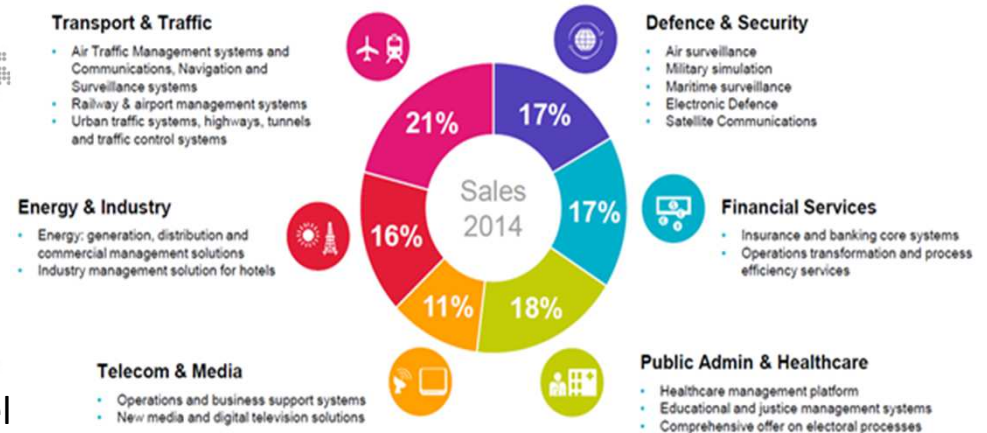 Transport & Traffic
Air Traffic Management systems and
Communications, Navigation and
Surveillance systems
Railway & airport management systems
Urban traffic systems, highways, tunnels
and traffic control systems
Defence & Security
Air surveillance
Military simulation
Maritime surveillance
Electronic Defence
Satellite Communications
21%
17%
Sales
2014
17%
16%
11%
18%
Energy & Industry
Energy: generation, distribution and
commercial management solutions
Industry management solution for hotels
Financial Services
Insurance and banking core systems
Operations transformation and process
efficiency services
Telecom & Media
Operations and business support systems
New media and digital television solutions
Public Admin & Healthcare
Healthcare management platform
Educational and justice management systems
Comprehensive offer on electoral processes